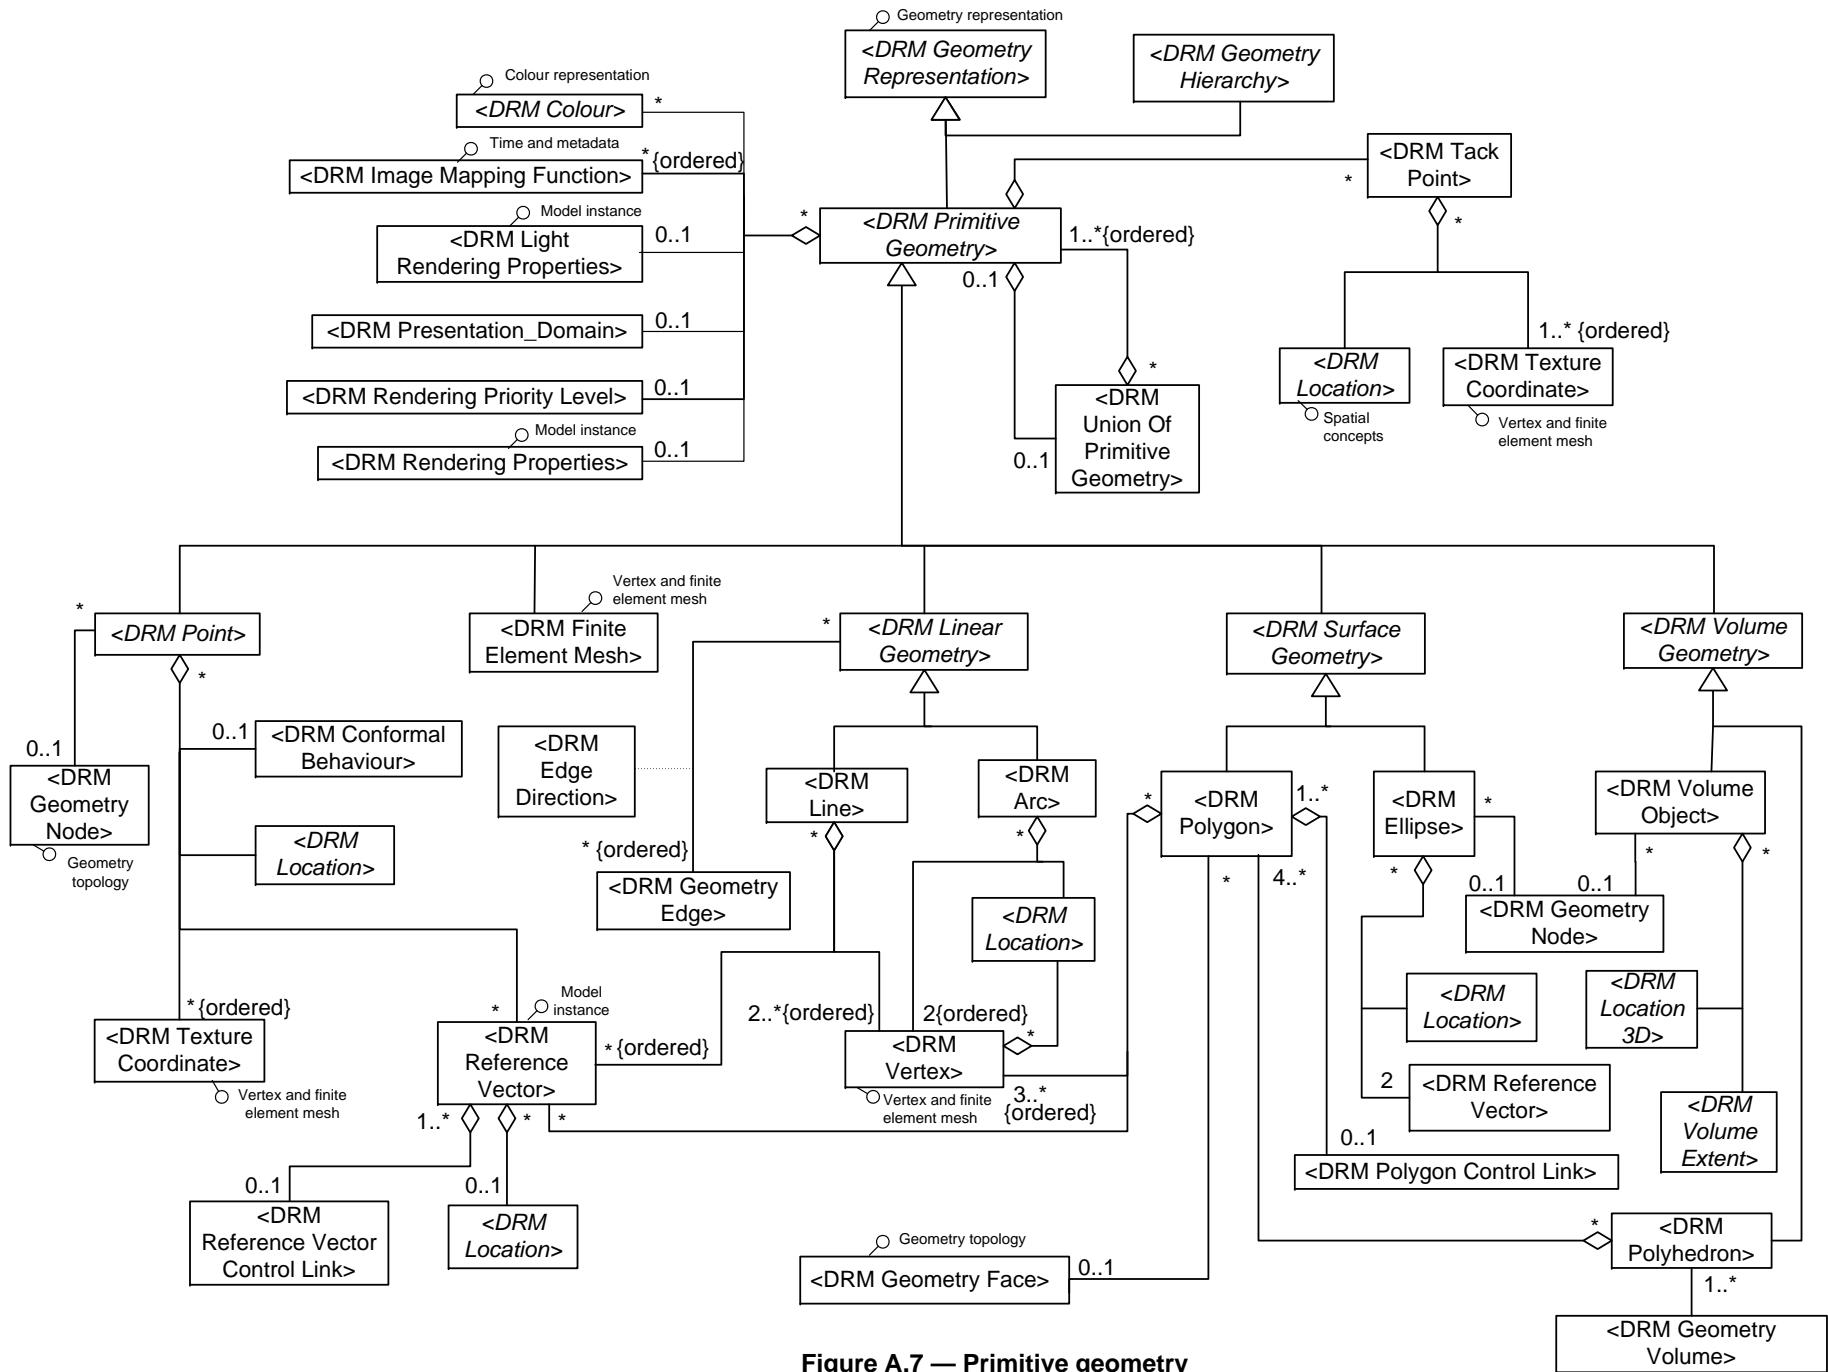 Geometry representation
<DRM Geometry
Representation>
<DRM Geometry
Hierarchy>
Colour representation
<DRM Colour>
*
Time and metadata
<DRM Image Mapping Function>
*{ordered}
<DRM Tack
Point>
*
*
Model instance
<DRM Light
Rendering Properties>
0..1
*
<DRM Primitive
Geometry>
1..*{ordered}
0..1
<DRM Presentation_Domain>
0..1
1..* {ordered}
<DRM
Location>
Spatial
concepts
<DRM Texture
Coordinate>
Vertex and finite
element mesh
<DRM Rendering Priority Level>
0..1
*
<DRM
Union Of
Primitive
Geometry>
0..1
Model instance
<DRM Rendering Properties>
0..1
*
<DRM Point>
*
Vertex and finite
element mesh
<DRM Finite
Element Mesh>
*
<DRM Linear
Geometry>
<DRM Surface
Geometry>
<DRM Volume
Geometry>
0..1
<DRM
Geometry
Node>
Geometry
topology
0..1
<DRM Conformal
Behaviour>
<DRM
Location>
<DRM
Edge
Direction>
* {ordered}
<DRM Geometry
Edge>
<DRM
Line>
*
<DRM
Arc>
*
<DRM
Location>
*
<DRM
Polygon>
1..*
*
4..*
<DRM
Ellipse>
*
*
0..1
<DRM Volume
Object>
*
*
0..1
<DRM Geometry
Node>
<DRM
Location>
<DRM
Location
3D>
2
<DRM Reference
Vector>
<DRM
Volume
Extent>
*{ordered}
<DRM Texture
Coordinate>
Vertex and finite
element mesh
*
Model
instance
<DRM
Reference
Vector>
*{ordered}
2..*{ordered}
2{ordered}
*
<DRM
Vertex>
Vertex and finite
element mesh
3..*
{ordered}
1..*
*
*
0..1
<DRM
Reference Vector
Control Link>
0..1
<DRM
Location>
0..1
<DRM Polygon Control Link>
Geometry topology
<DRM Geometry Face>
0..1
*
<DRM
Polyhedron>
1..*
<DRM Geometry
Volume>
Figure A.7 — Primitive geometry